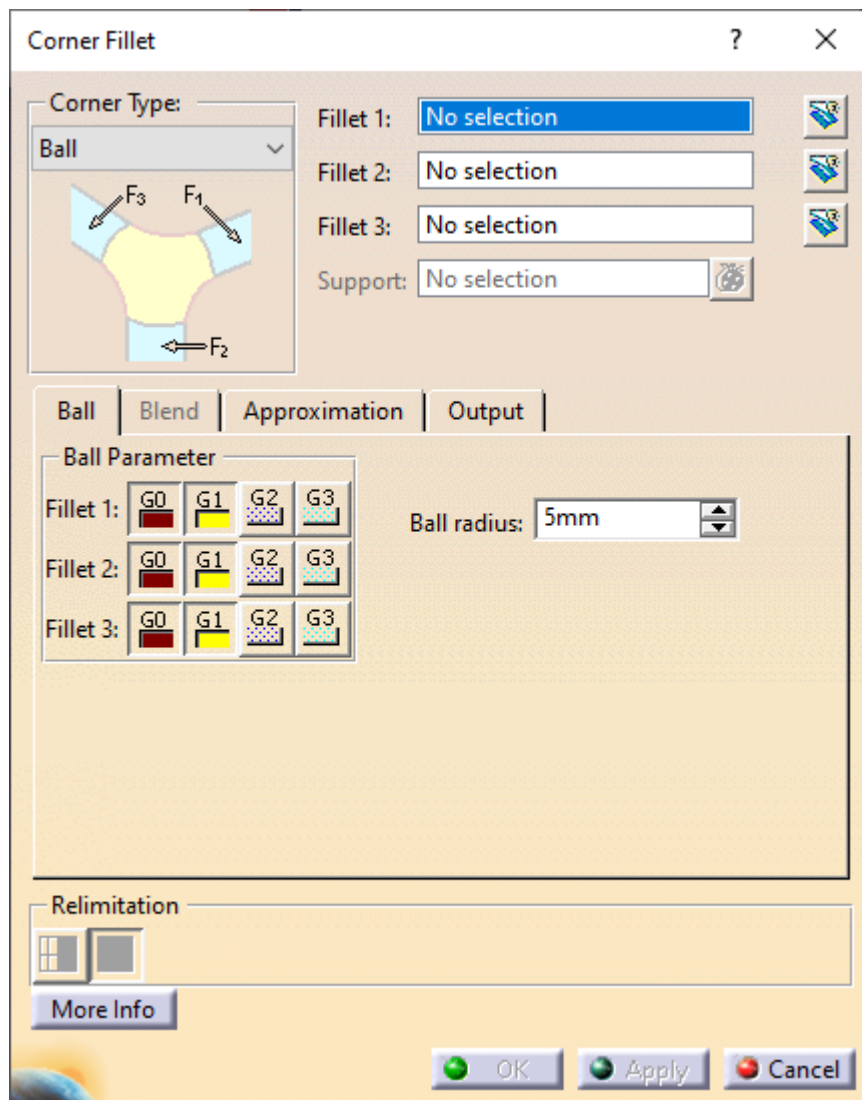 Corner Fillet ? ×
Corner Type:
Ball
F3 F1
F2
Fillet 1: No selection
Fillet 2: No selection
Fillet 3: No selection
Support: No selection
Ball Blend Approximation Output
Ball Parameter
Fillet 1: G0 G1 G2 G3
Fillet 2: G0 G1 G2 G3
Fillet 3: G0 G1 G2 G3
Ball radius: 5mm
Relimitation
More Info
OK Apply Cancel